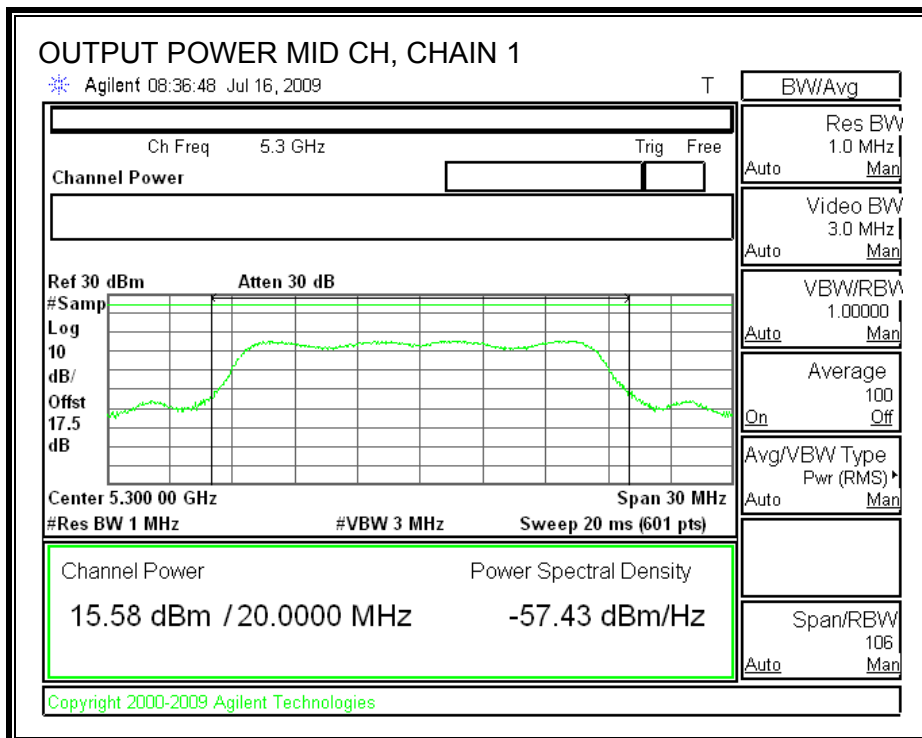 OUTPUT POWER MID CH, CHAIN 1
Agilent 08:36:48 Jul 16, 2009 T
Ch Freq 5.3 GHz Trig Free
Channel Power
Ref 30 dBm Atten 30 dB
#Samp
Log
10
dB/
Offst
17.5
dB
Center 5.300 00 GHz Span 30 MHz
#Res BW 1 MHz #VBW 3 MHz Sweep 20 ms (601 pts)
Channel Power Power Spectral Density
15.58 dBm / 20.0000 MHz -57.43 dBm/Hz
Copyright 2000-2009 Agilent Technologies
BW/Avg
Res BW
1.0 MHz
Auto Man
Video BW
3.0 MHz
Auto Man
VBW/RBW
1.00000
Auto Man
Average
100
On Off
Avg/VBW Type
Pwr (RMS)
Auto Man
Span/RBW
106
Auto Man